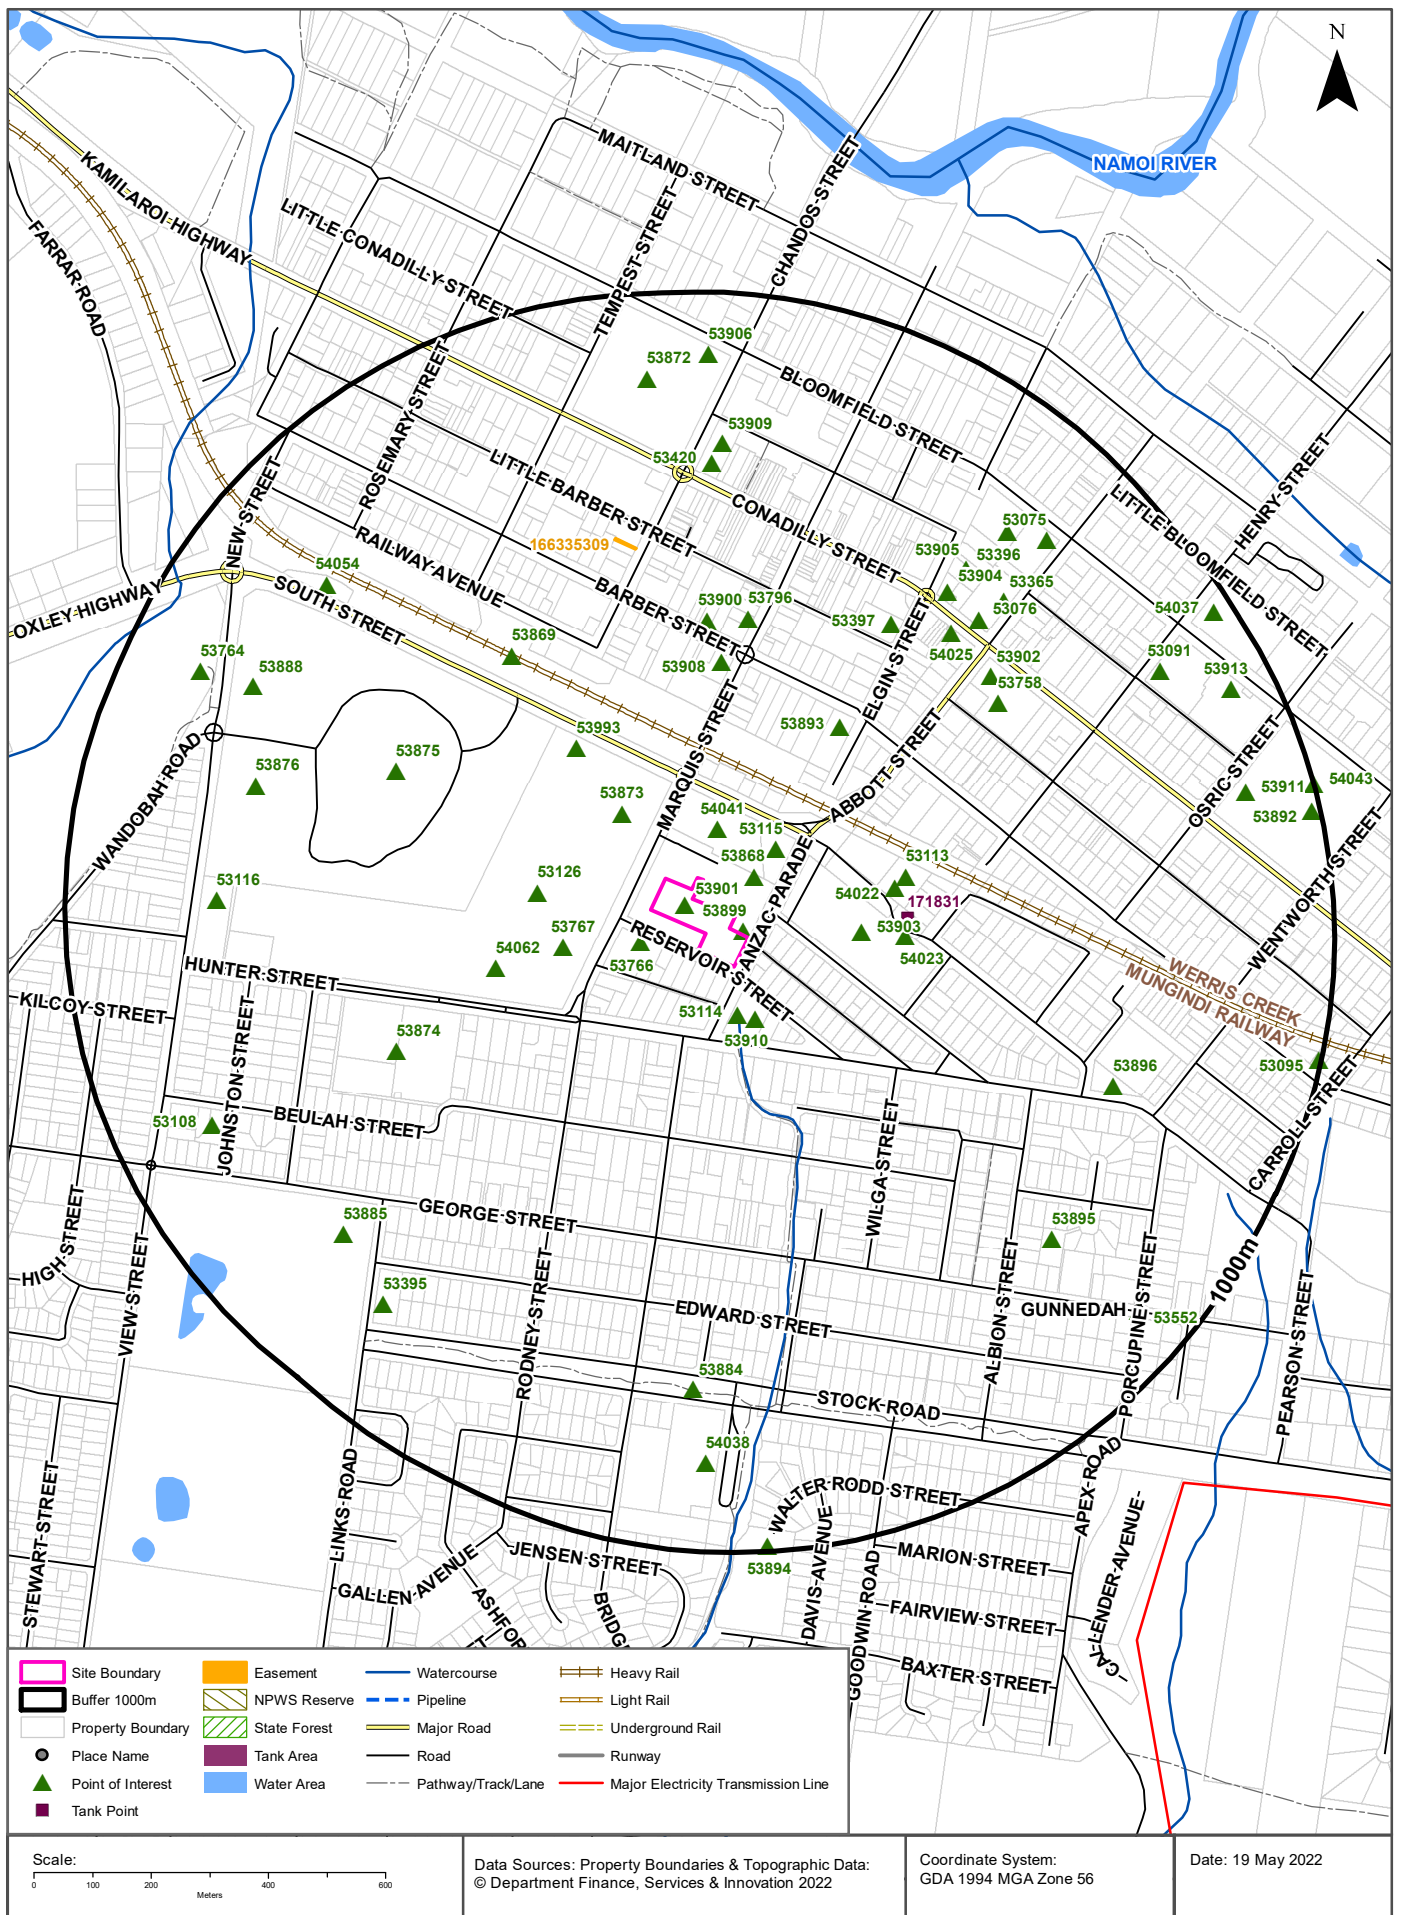 N
NAMOI RIVER
MAITLAND STREET
KAMILAROI HIGHWAY
CHANDOS STREET
LITTLE CONADILLY STREET
TEMPEST STREET
FARRAR ROAD
53906
53872
BLOOMFIELD STREET
ROSEMARY STREET
53909
53420
LITTLE BARBER STREET
CONADILLY STREET
LITTLE BLOOMFIELD STREET
HENRY STREET
NEW STREET
53075
166335309
RAILWAY AVENUE
53905
53396
54054
53904
53365
SOUTH STREET
BARBER STREET
53900
53796
53397
53076
54037
OXLEY HIGHWAY
53869
53908
54025
53902
53764
53888
53758
53091
53913
ELGIN STREET
53893
53993
MARQUIS STREET
ABBOTT STREET
53875
53876
WANDOBAH ROAD
OSRIC STREET
53911
54043
53892
53873
54041
53115
53868
ANZAC PARADE
53113
WENTWORTH STREET
53116
53126
53901
53899
54022
171831
53903
54023
53767
54062
53766
RESERVOIR STREET
HUNTER STREET
WERRIS CREEK
MUNGINDI RAILWAY
KILCOY STREET
53114
53910
53874
53896
53095
JOHNSTON STREET
53108
BEULAH STREET
WILGA STREET
CARROLL STREET
HIGH STREET
53885
GEORGE STREET
53895
1000m
VIEW STREET
53395
RODNEY STREET
EDWARD STREET
ALBION STREET
GUNNEDAH
53552
PORCUPINE STREET
PEARSON STREET
53884
STOCK ROAD
54038
WALTER RODD STREET
APEX ROAD
STEWART STREET
LINKS ROAD
JENSEN STREET
53894
DAVIS AVENUE
MARION STREET
CALLENDER AVENUE
GALLEN AVENUE
ASHFOR
BRIDG
GOODWIN ROAD
FAIRVIEW STREET
BAXTER STREET
Site Boundary
Buffer 1000m
Property Boundary
Place Name
Point of Interest
Tank Point
Easement
NPWS Reserve
State Forest
Tank Area
Water Area
Watercourse
Pipeline
Major Road
Road
Pathway/Track/Lane
Heavy Rail
Light Rail
Underground Rail
Runway
Major Electricity Transmission Line
Scale:
0 100 200 400 600
Meters
Data Sources: Property Boundaries & Topographic Data:
© Department Finance, Services & Innovation 2022
Coordinate System:
GDA 1994 MGA Zone 56
Date: 19 May 2022